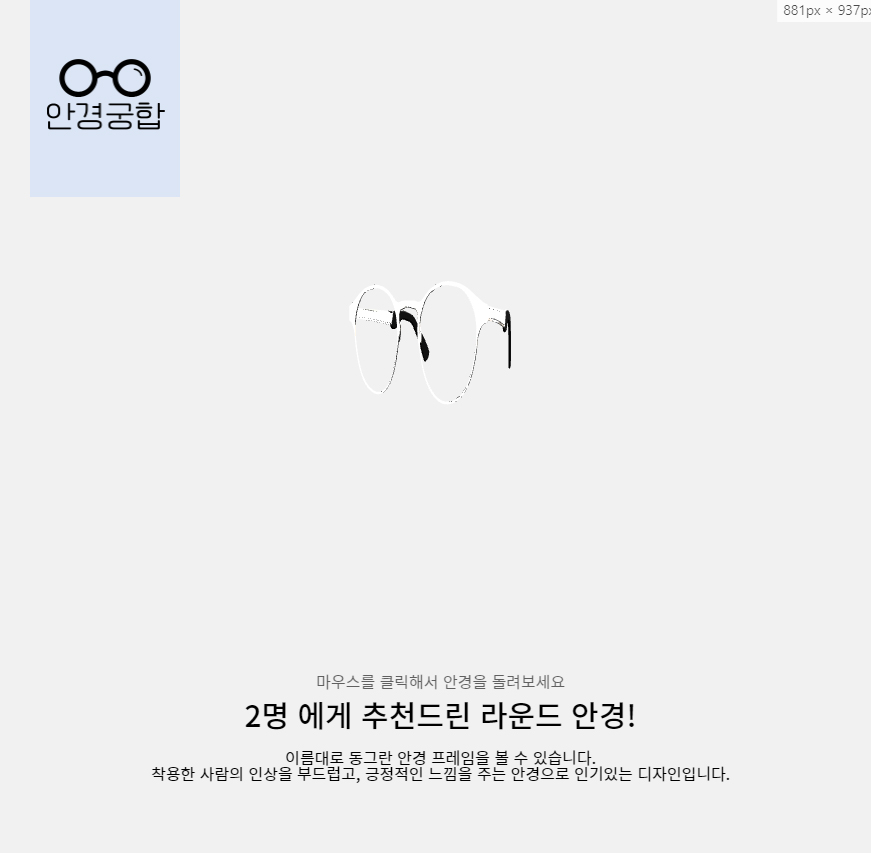 881px × 937px
안경궁합
마우스를 클릭해서 안경을 돌려보세요
2명 에게 추천드린 라운드 안경!
이름대로 동그란 안경 프레임을 볼 수 있습니다.
착용한 사람의 인상을 부드럽고, 긍정적인 느낌을 주는 안경으로 인기있는 디자인입니다.